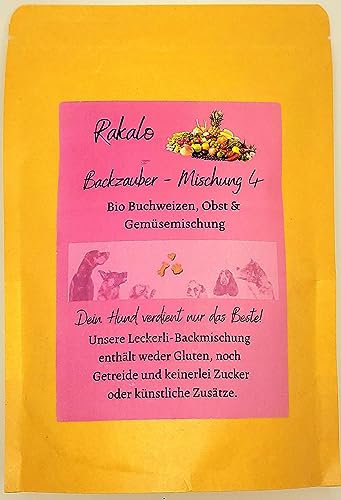 Rakalo
Backzauber - Mischung 4
Bio Buchweizen, Obst &
Gemüsemischung
Dein Hund verdient nur das Beste!
Unsere Leckerli-Backmischung
enthält weder Gluten, noch
Getreide und keinerlei Zucker
oder künstliche Zusätze.